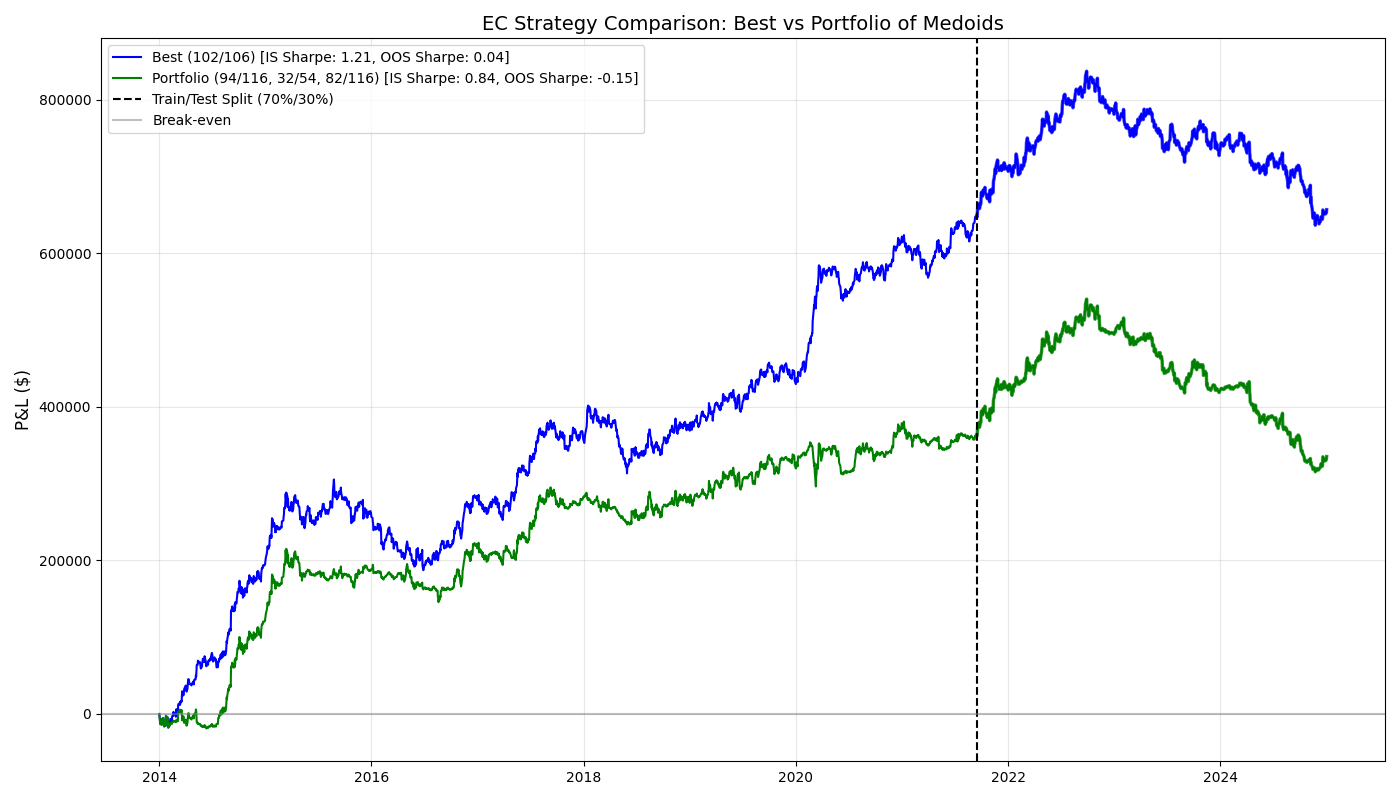 EC Strategy Comparison: Best vs Portfolio of Medoids
Best (102/106) [IS Sharpe: 1.21, OOS Sharpe: 0.04]
Portfolio (94/116, 32/54, 82/116) [IS Sharpe: 0.84, OOS Sharpe: -0.15]
Train/Test Split (70%/30%)
Break-even
P&L ($)
800000
600000
400000
200000
0
2014 2016 2018 2020 2022 2024